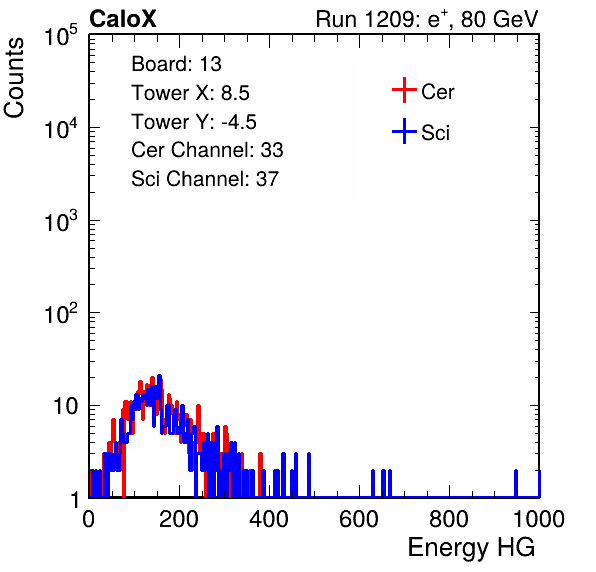 CaloX Run 1209: e⁺, 80 GeV
Counts
10⁵
10⁴
10³
10²
10
1
Board: 13
Tower X: 8.5
Tower Y: -4.5
Cer Channel: 33
Sci Channel: 37
Cer
Sci
0 200 400 600 800 1000
Energy HG